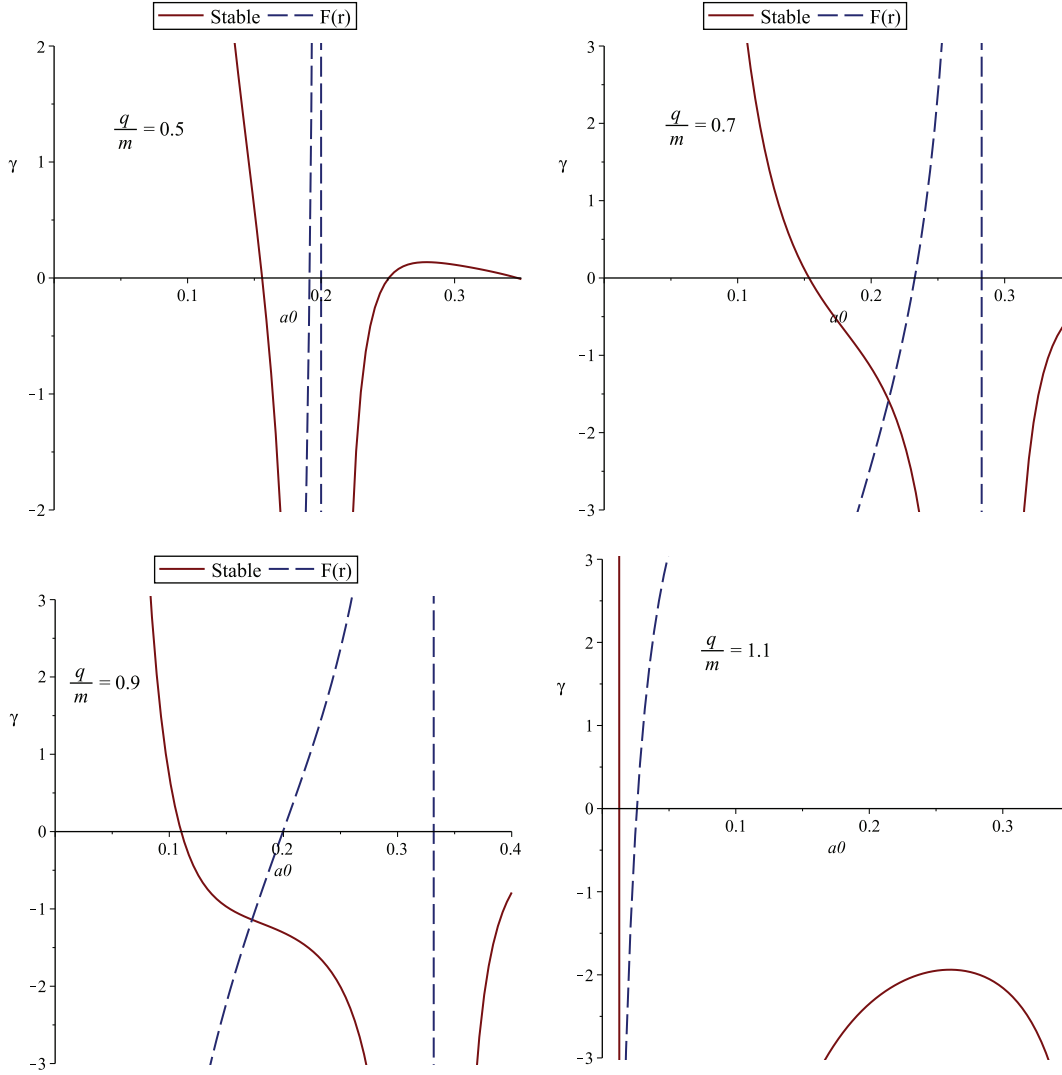 Stable F(r)
2
q/m = 0.5
1
γ
0
0.1 0.2 0.3
a0
-1
-2
Stable F(r)
3
q/m = 0.7
2
γ
1
0
0.1 0.2 0.3
a0
-1
-2
-3
Stable F(r)
3
q/m = 0.9
2
γ
1
0
0.1 0.2 0.3 0.4
a0
-1
-2
-3
3
q/m = 1.1
2
γ
1
0
0.1 0.2 0.3
a0
-1
-2
-3